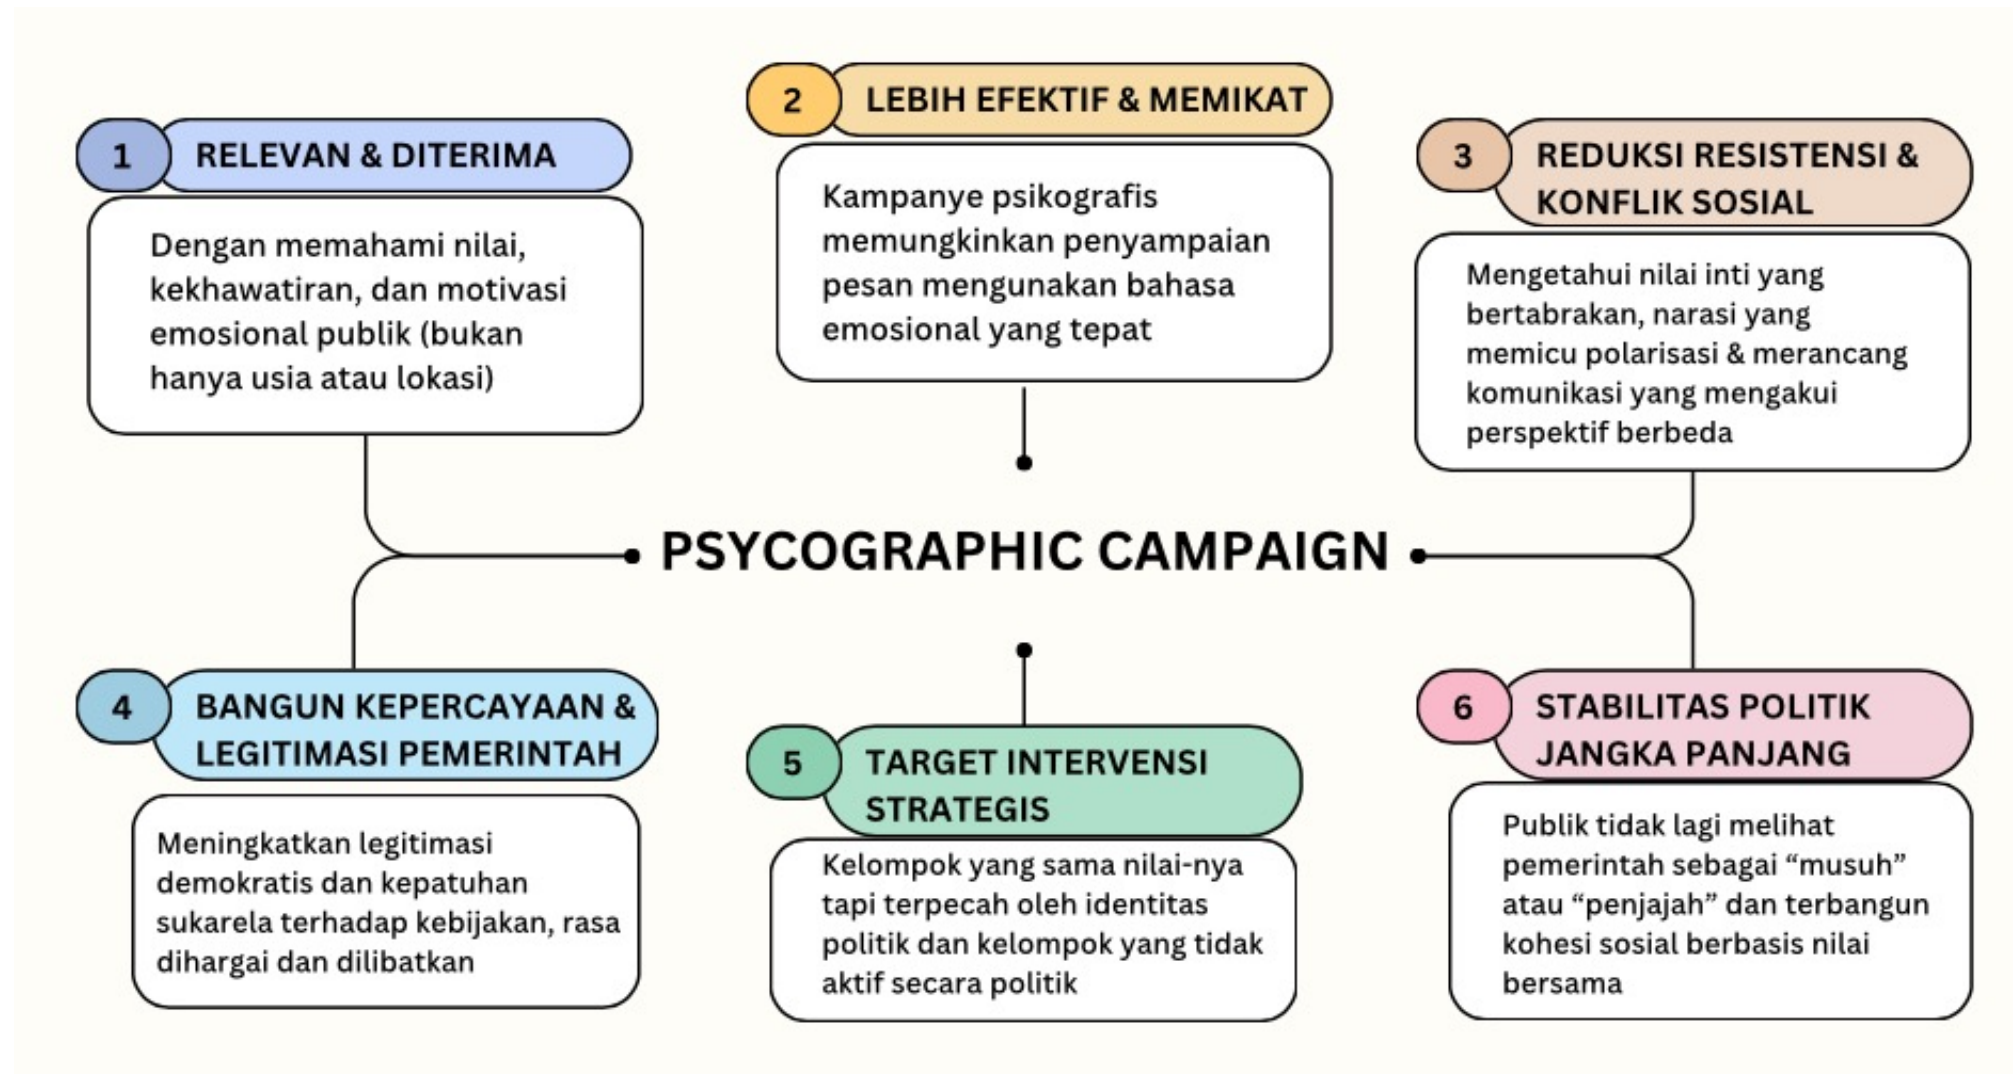 1
RELEVAN & DITERIMA
Dengan memahami nilai,
kekhawatiran, dan motivasi
emosional publik (bukan
hanya usia atau lokasi)
2
LEBIH EFEKTIF & MEMIKAT
Kampanye psikografis
memungkinkan penyampaian
pesan mengunakan bahasa
emosional yang tepat
3
REDUKSI RESISTENSI &
KONFLIK SOSIAL
Mengetahui nilai inti yang
bertabrakan, narasi yang
memicu polarisasi & merancang
komunikasi yang mengakui
perspektif berbeda
PSYCOGRAPHIC CAMPAIGN
4
BANGUN KEPERCAYAAN &
LEGITIMASI PEMERINTAH
Meningkatkan legitimasi
demokratis dan kepatuhan
sukarela terhadap kebijakan, rasa
dihargai dan dilibatkan
5
TARGET INTERVENSI
STRATEGIS
Kelompok yang sama nilai-nya
tapi terpecah oleh identitas
politik dan kelompok yang tidak
aktif secara politik
6
STABILITAS POLITIK
JANGKA PANJANG
Publik tidak lagi melihat
pemerintah sebagai “musuh”
atau “penjajah” dan terbangun
kohesi sosial berbasis nilai
bersama